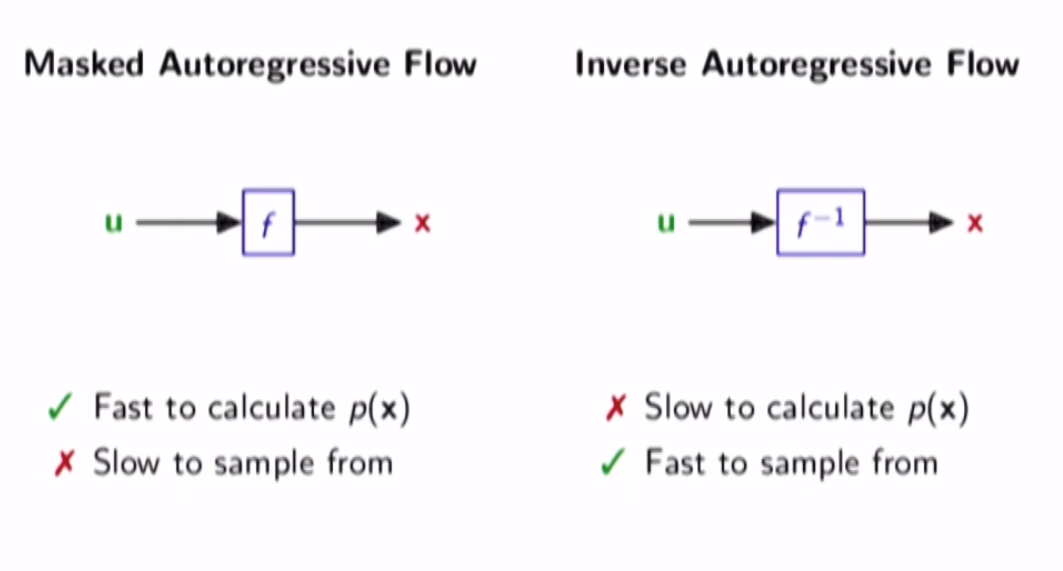 Masked Autoregressive Flow
u f x
✓ Fast to calculate p(x)
✗ Slow to sample from
Inverse Autoregressive Flow
u f⁻¹ x
✗ Slow to calculate p(x)
✓ Fast to sample from